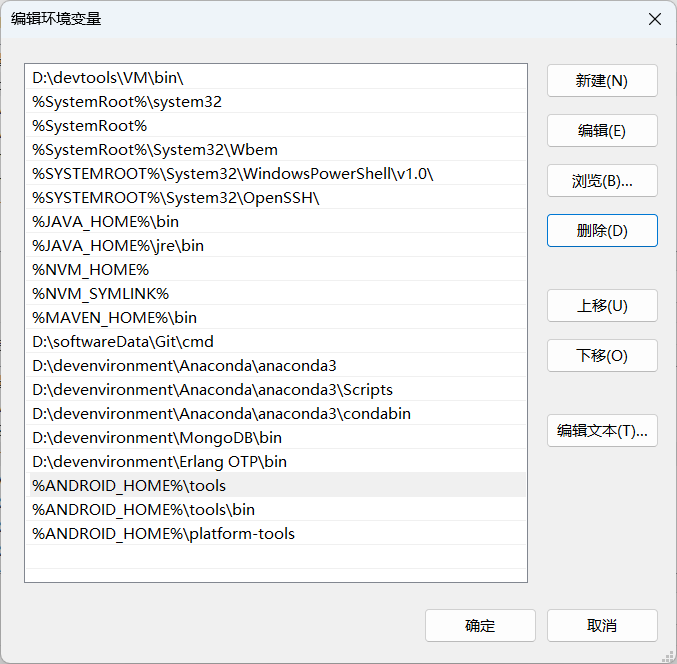 编辑环境变量
D:\devtools\VM\bin\
%SystemRoot%\system32
%SystemRoot%
%SystemRoot%\System32\Wbem
%SYSTEMROOT%\System32\WindowsPowerShell\v1.0\
%SYSTEMROOT%\System32\OpenSSH\
%JAVA_HOME%\bin
%JAVA_HOME%\jre\bin
%NVM_HOME%
%NVM_SYMLINK%
%MAVEN_HOME%\bin
D:\softwareData\Git\cmd
D:\devenvironment\Anaconda\anaconda3
D:\devenvironment\Anaconda\anaconda3\Scripts
D:\devenvironment\Anaconda\anaconda3\condabin
D:\devenvironment\MongoDB\bin
D:\devenvironment\Erlang OTP\bin
%ANDROID_HOME%\tools
%ANDROID_HOME%\tools\bin
%ANDROID_HOME%\platform-tools
新建(N)
编辑(E)
浏览(B)...
删除(D)
上移(U)
下移(O)
编辑文本(T)...
确定
取消